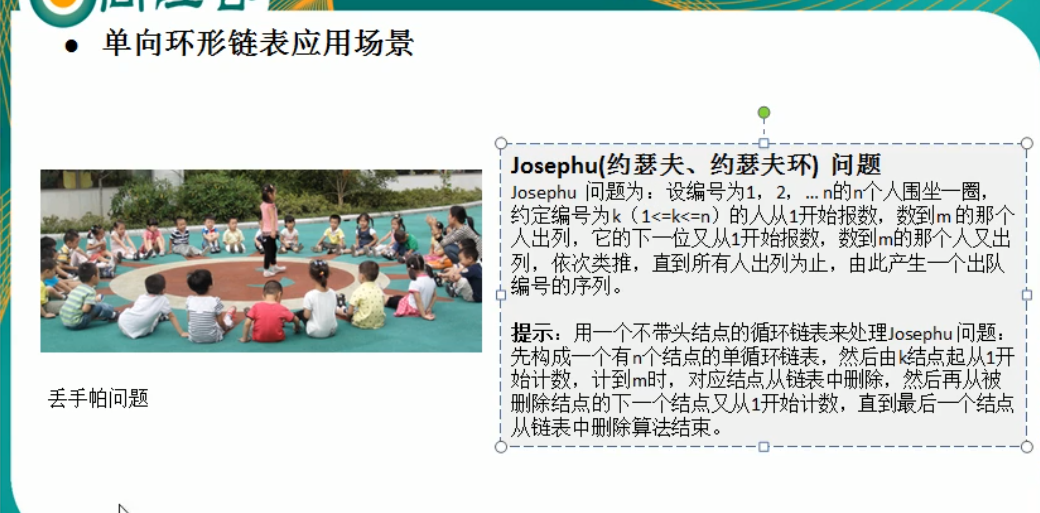 ● 单向环形链表应用场景
Josephu(约瑟夫、约瑟夫环) 问题
Josephu 问题为：设编号为1，2，… n的n个人围坐一圈，
约定编号为k（1<=k<=n）的人从1开始报数，数到m 的那个
人出列，它的下一位又从1开始报数，数到m的那个人又出
列，依次类推，直到所有人出列为止，由此产生一个出队
编号的序列。
提示：用一个不带头结点的循环链表来处理Josephu 问题：
先构成一个有n个结点的单循环链表，然后由k结点起从1开
始计数，计到m时，对应结点从链表中删除，然后再从被
删除结点的下一个结点又从1开始计数，直到最后一个结点
从链表中删除算法结束。
丢手帕问题